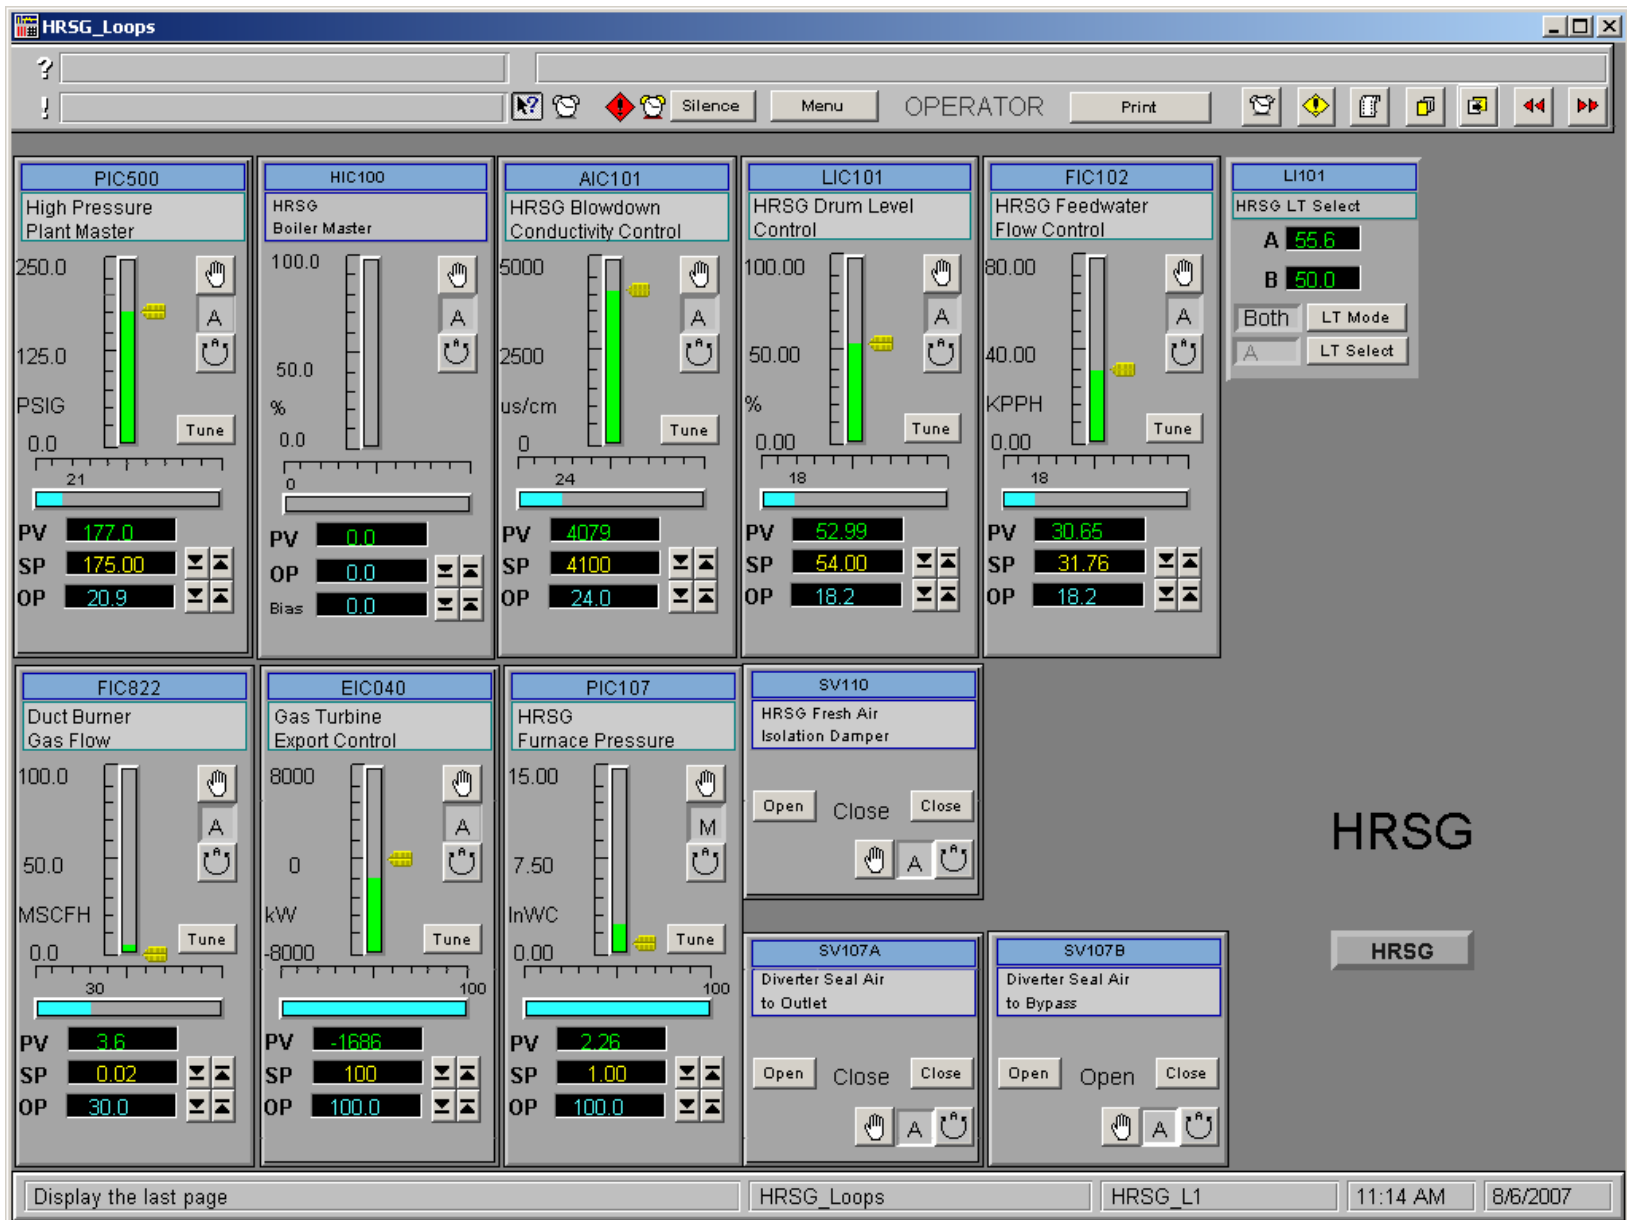 HRSG_Loops
?
!
Silence
Menu
OPERATOR
Print
PIC500
High Pressure
Plant Master
250.0
A
125.0
PSIG
Tune
0.0
21
PV 177.0
SP 175.00
OP 20.9
HIC100
HRSG
Boiler Master
100.0
A
50.0
%
0.0
0
PV 0.0
OP 0.0
Bias 0.0
AIC101
HRSG Blowdown
Conductivity Control
5000
A
2500
us/cm
Tune
0
24
PV 4079
SP 4100
OP 24.0
LIC101
HRSG Drum Level
Control
100.00
A
50.00
%
Tune
0.00
18
PV 52.99
SP 54.00
OP 18.2
FIC102
HRSG Feedwater
Flow Control
80.00
A
40.00
KPPH
Tune
0.00
18
PV 30.65
SP 31.76
OP 18.2
LI101
HRSG LT Select
A 55.6
B 50.0
Both LT Mode
A LT Select
FIC822
Duct Burner
Gas Flow
100.0
A
50.0
MSCFH
Tune
0.0
30
PV 3.6
SP 0.02
OP 30.0
EIC040
Gas Turbine
Export Control
8000
A
0
kW
Tune
-8000
100
PV -1686
SP 100
OP 100.0
PIC107
HRSG
Furnace Pressure
15.00
M
7.50
InWC
Tune
0.00
100
PV 2.26
SP 1.00
OP 100.0
SV110
HRSG Fresh Air
Isolation Damper
Open Close Close
A
SV107A
Diverter Seal Air
to Outlet
Open Close Close
A
SV107B
Diverter Seal Air
to Bypass
Open Open Close
A
HRSG
HRSG
Display the last page
HRSG_Loops
HRSG_L1
11:14 AM
8/6/2007